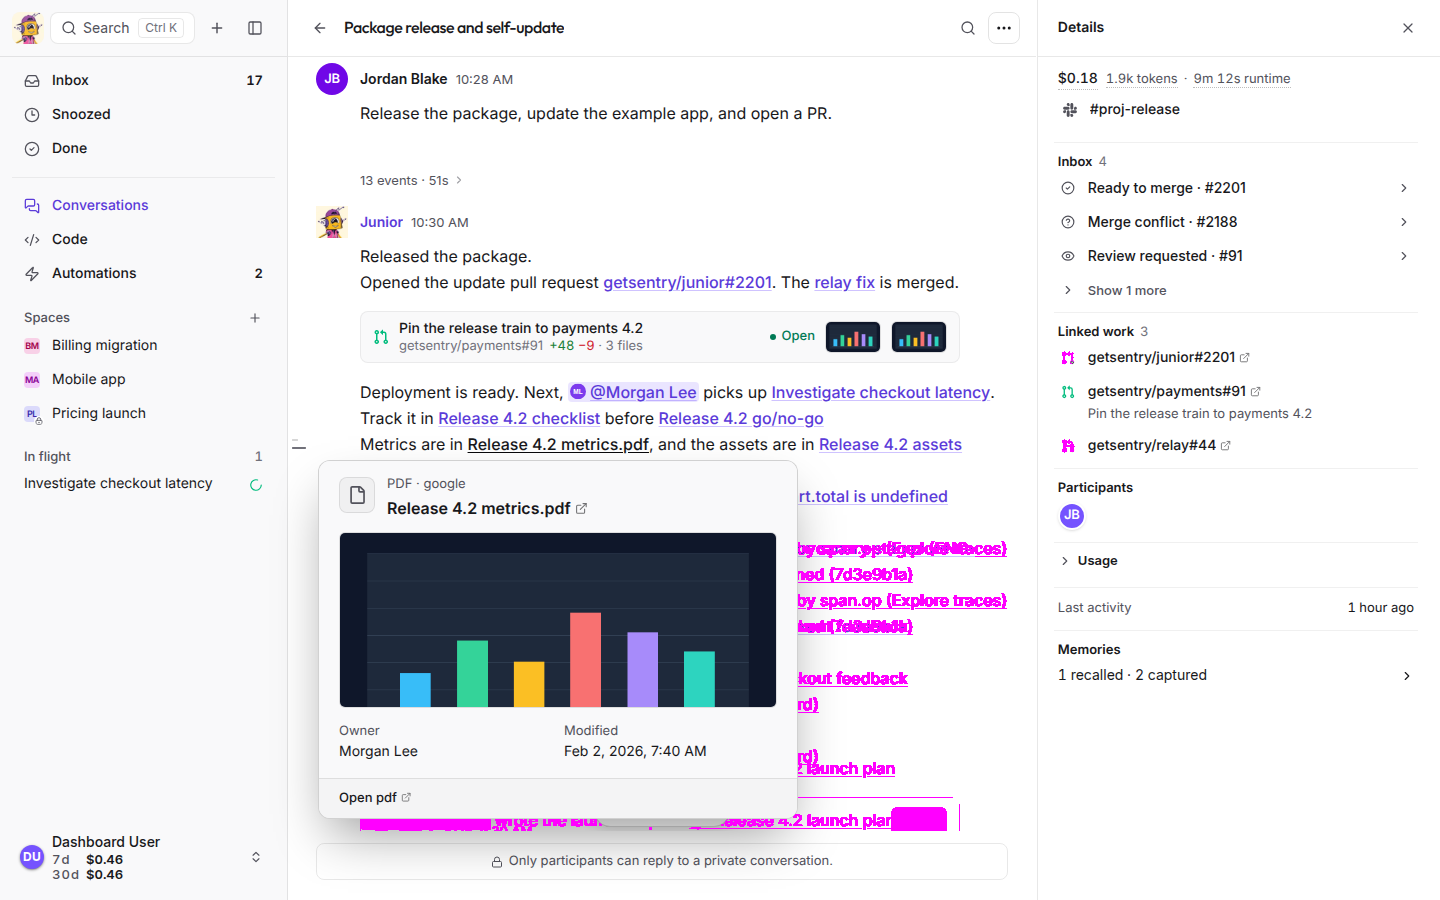 Search Ctrl K
Inbox 17
Snoozed
Done
Conversations
Code
Automations 2
Spaces
BM Billing migration
MA Mobile app
PL Pricing launch
In flight 1
Investigate checkout latency
DU Dashboard User
7d $0.46
30d $0.46
Package release and self-update
JB Jordan Blake 10:28 AM
Release the package, update the example app, and open a PR.
13 events · 51s
Junior 10:30 AM
Released the package.
Opened the update pull request getsentry/junior#2201. The relay fix is merged.
Pin the release train to payments 4.2
getsentry/payments#91 +48 −9 · 3 files
Open
Deployment is ready. Next, ML @Morgan Lee picks up Investigate checkout latency.
Track it in Release 4.2 checklist before Release 4.2 go/no-go
Metrics are in Release 4.2 metrics.pdf, and the assets are in Release 4.2 assets
PDF · google
Release 4.2 metrics.pdf
Owner
Morgan Lee
Modified
Feb 2, 2026, 7:40 AM
Open pdf
rt.total is undefined
(7d3e9b1a)
by span.op (Explore traces)
kout feedback
rd)
rd)
launch plan
4.2 launch plan
Only participants can reply to a private conversation.
Details
$0.18 1.9k tokens · 9m 12s runtime
#proj-release
Inbox 4
Ready to merge · #2201
Merge conflict · #2188
Review requested · #91
Show 1 more
Linked work 3
getsentry/junior#2201
getsentry/payments#91
Pin the release train to payments 4.2
getsentry/relay#44
Participants
JB
Usage
Last activity 1 hour ago
Memories
1 recalled · 2 captured